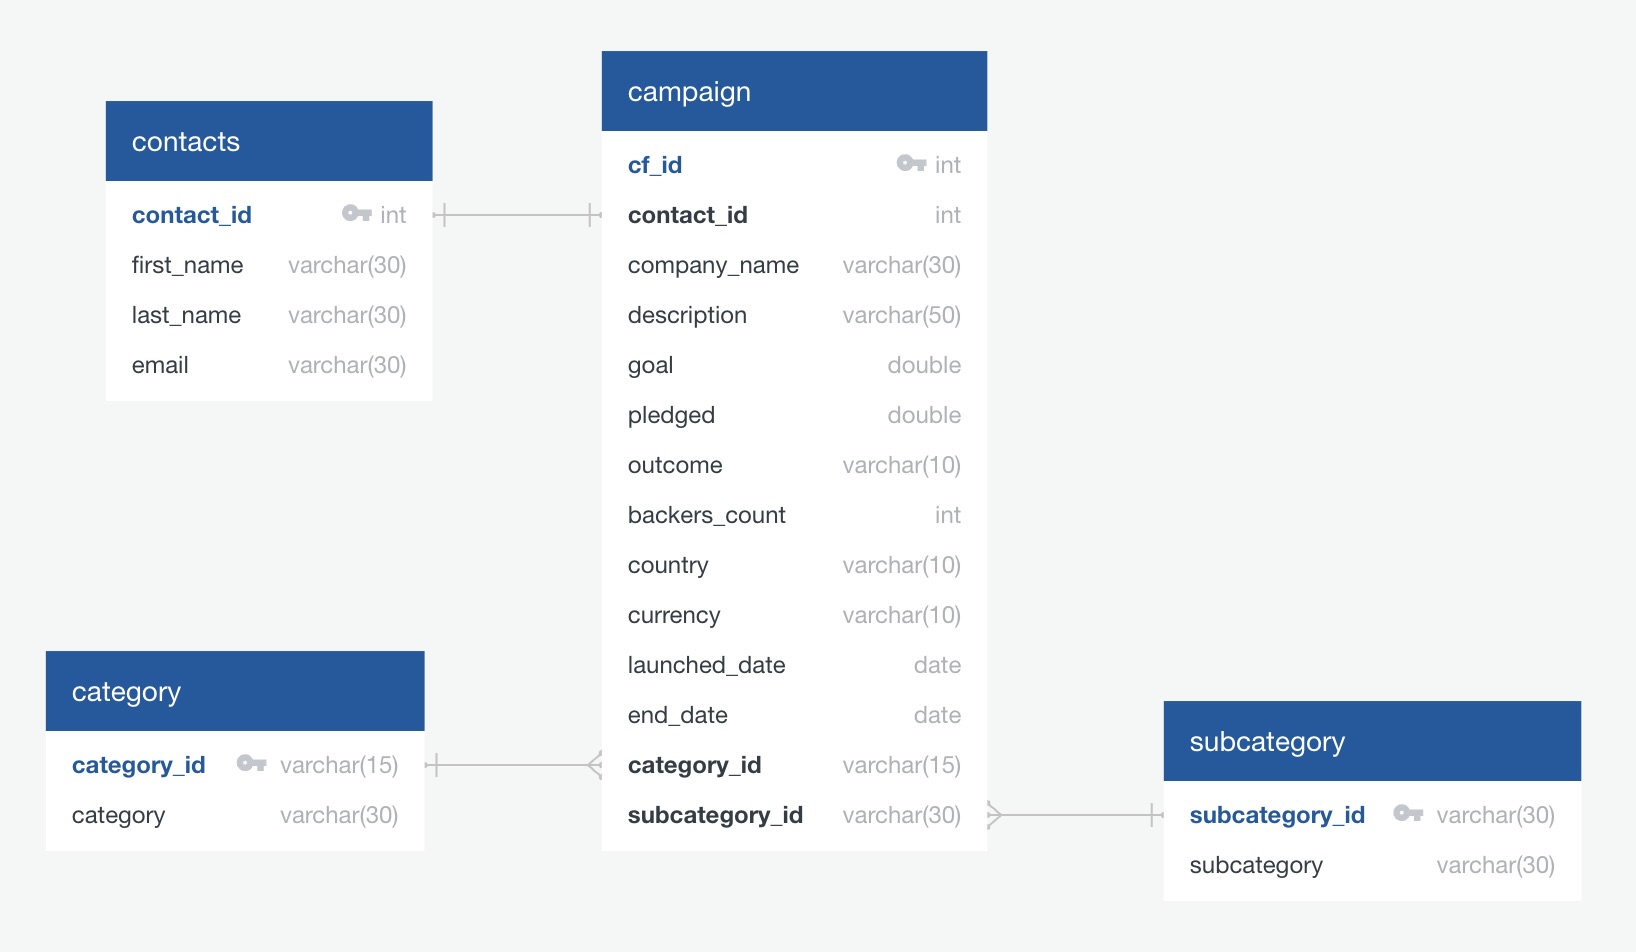 contacts
contact_id int
first_name varchar(30)
last_name varchar(30)
email varchar(30)
campaign
cf_id int
contact_id int
company_name varchar(30)
description varchar(50)
goal double
pledged double
outcome varchar(10)
backers_count int
country varchar(10)
currency varchar(10)
launched_date date
end_date date
category_id varchar(15)
subcategory_id varchar(30)
category
category_id varchar(15)
category varchar(30)
subcategory
subcategory_id varchar(30)
subcategory varchar(30)